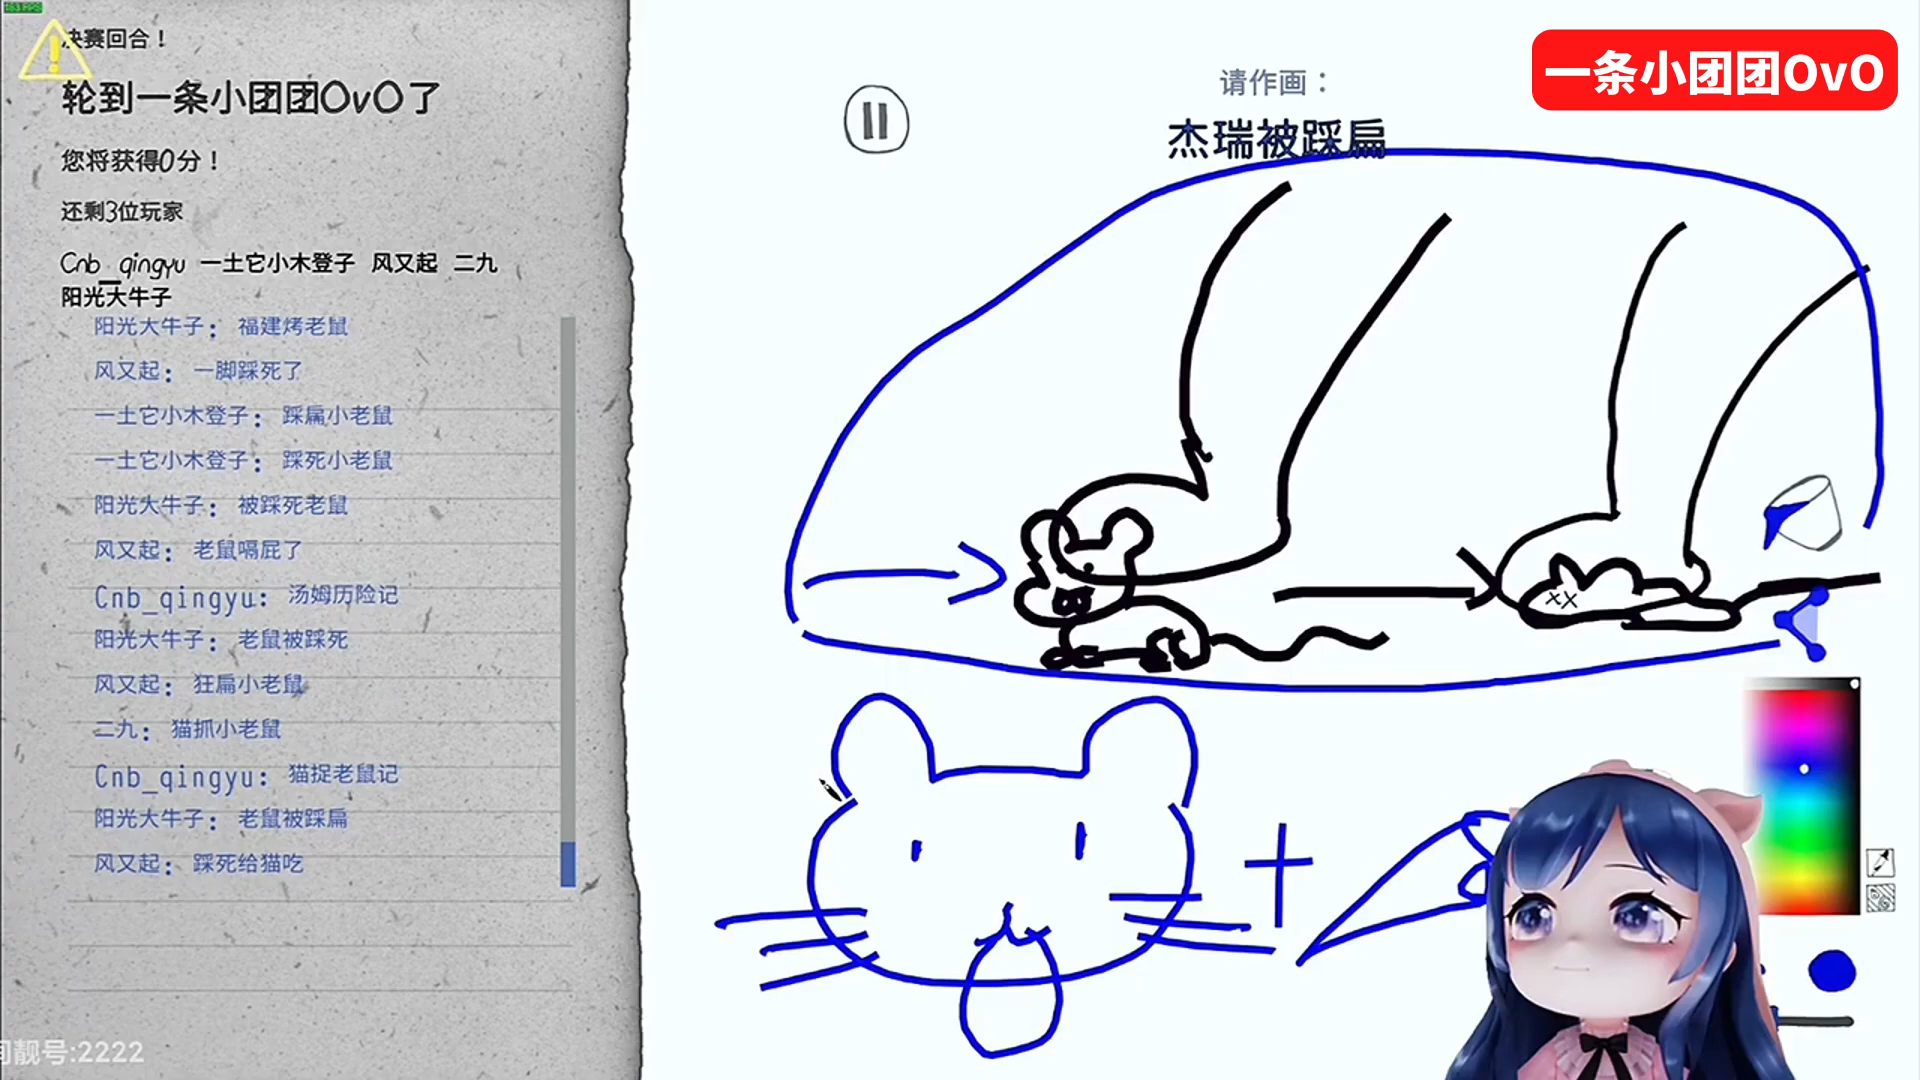 163 FPS
决赛回合！
轮到一条小团团OvO了
您将获得0分！
还剩3位玩家
Cnb_qingyu 一土它小木登子 风又起 二九
阳光大牛子
阳光大牛子：福建烤老鼠
风又起：一脚踩死了
一土它小木登子：踩扁小老鼠
一土它小木登子：踩死小老鼠
阳光大牛子：被踩死老鼠
风又起：老鼠嗝屁了
Cnb_qingyu：汤姆历险记
阳光大牛子：老鼠被踩死
风又起：狂扁小老鼠
二九：猫抓小老鼠
Cnb_qingyu：猫捉老鼠记
阳光大牛子：老鼠被踩扁
风又起：踩死给猫吃
靓号:2222
请作画：
杰瑞被踩扁
一条小团团OvO